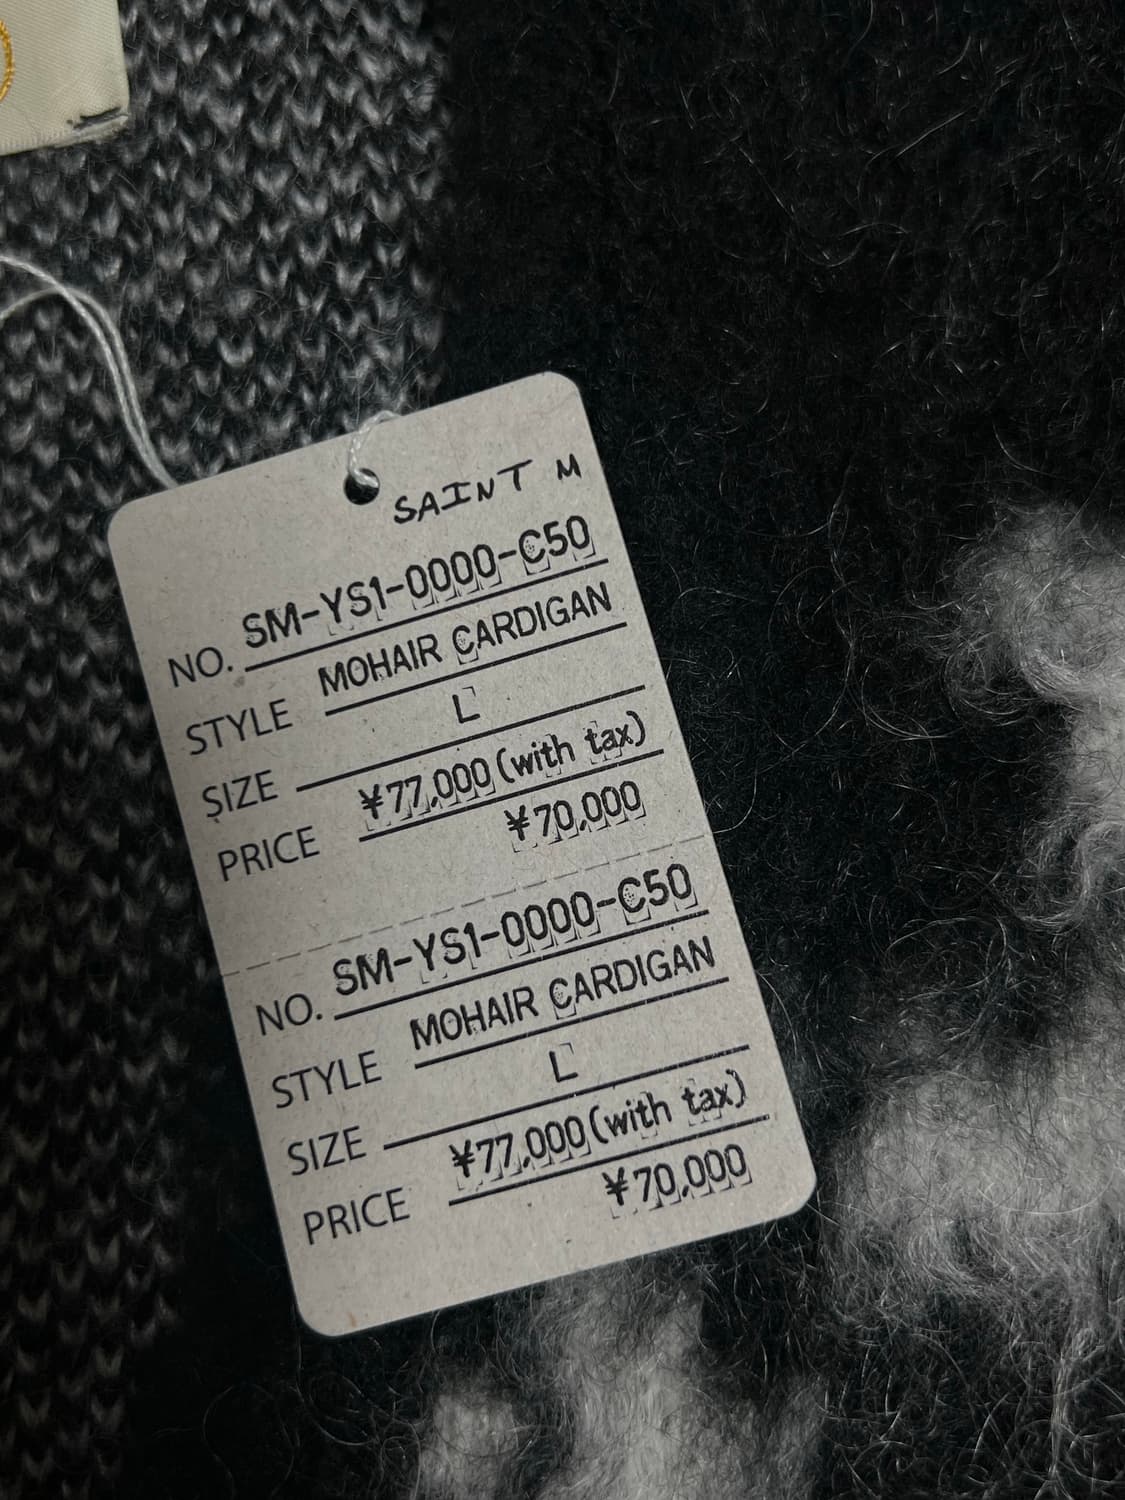 SAINT M
NO. SM-YS1-0000-C50
STYLE MOHAIR CARDIGAN
SIZE L
PRICE ¥77,000(with tax)
¥70,000
NO. SM-YS1-0000-C50
STYLE MOHAIR CARDIGAN
SIZE L
PRICE ¥77,000(with tax)
¥70,000